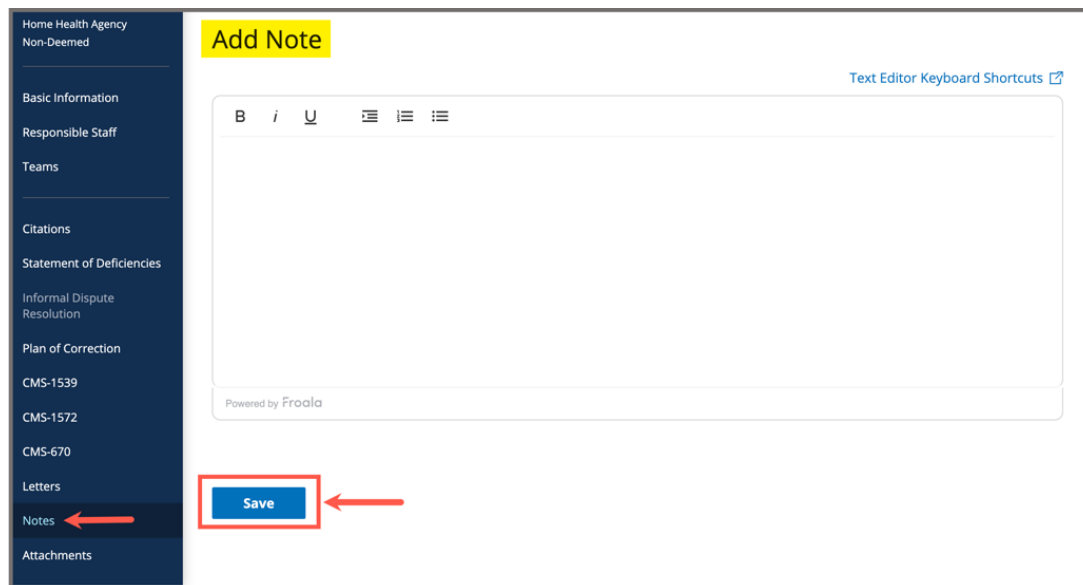 Home Health Agency
Non-Deemed
Basic Information
Responsible Staff
Teams
Citations
Statement of Deficiencies
Informal Dispute
Resolution
Plan of Correction
CMS-1539
CMS-1572
CMS-670
Letters
Notes
Attachments
Add Note
Text Editor Keyboard Shortcuts
B i U
Powered by Froala
Save